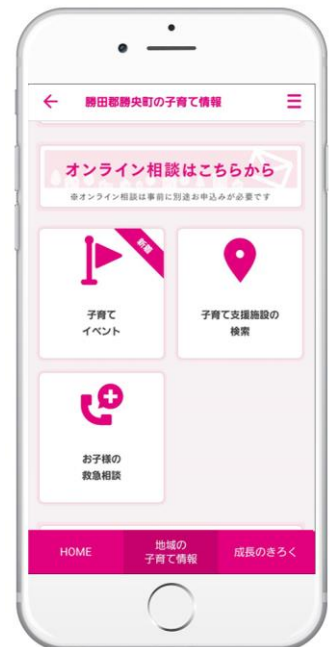 勝田郡勝央町の子育て情報
オンライン相談はこちらから
※オンライン相談は事前に別途お申込みが必要です
新着
子育て
イベント
子育て支援施設の
検索
お子様の
救急相談
HOME
地域の
子育て情報
成長のきろく